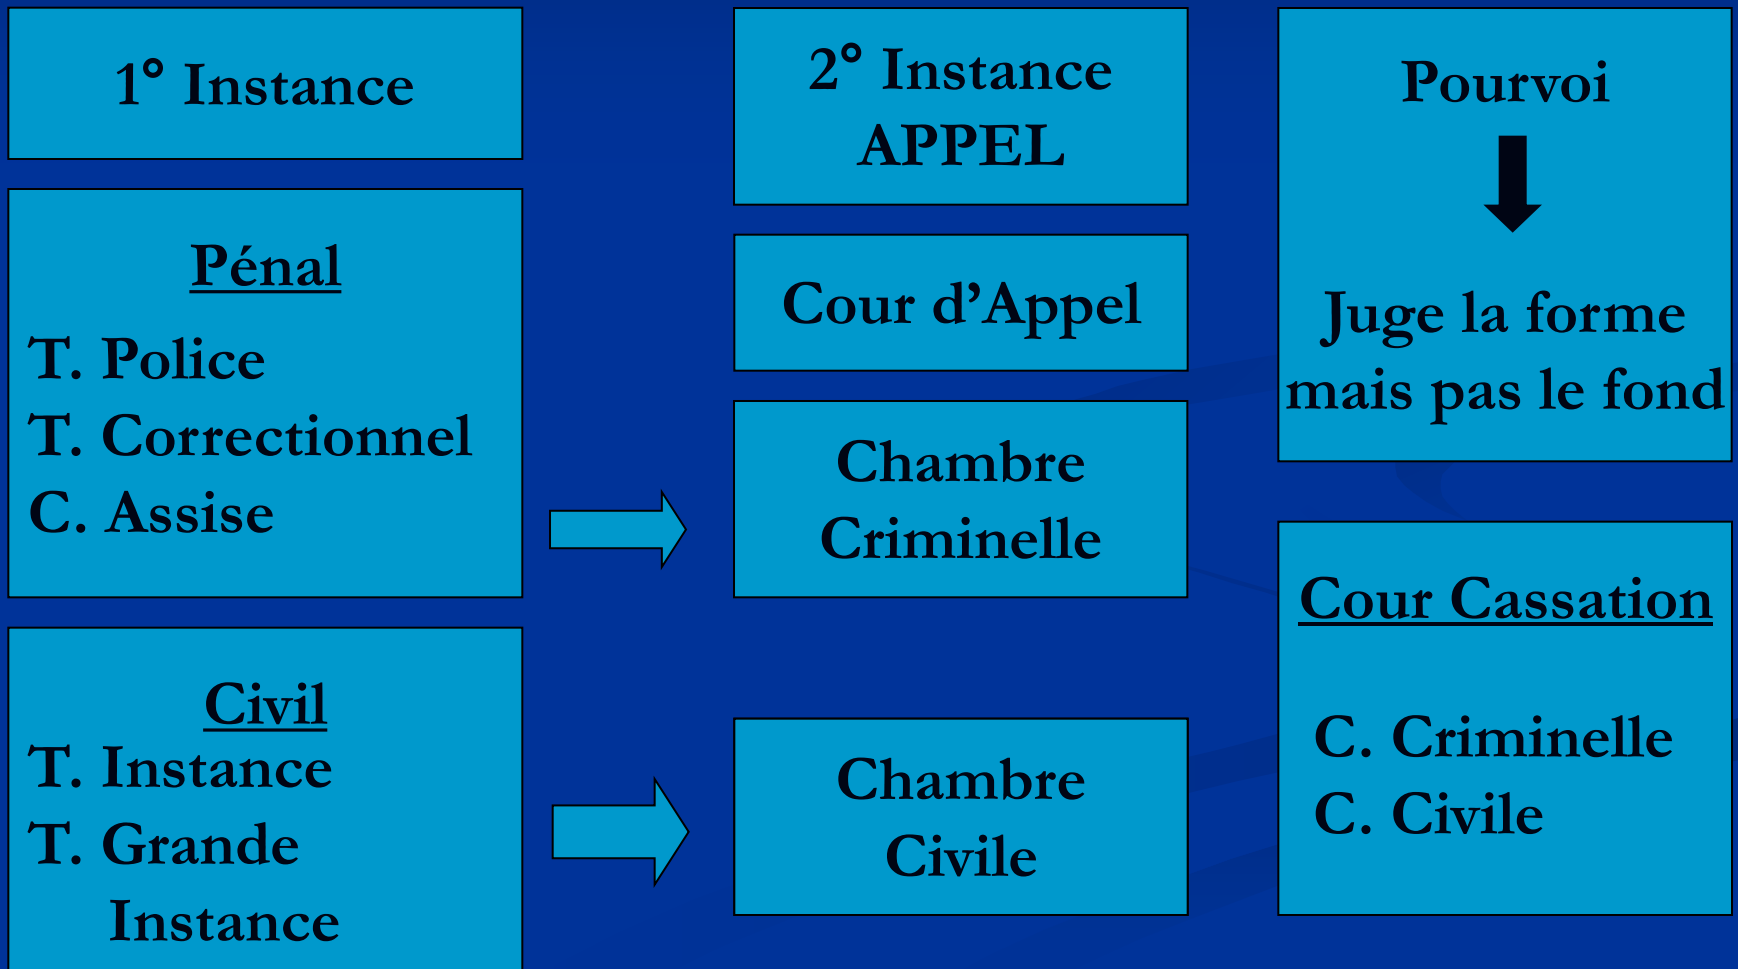 1° Instance
Pénal
T. Police
T. Correctionnel
C. Assise
Civil
T. Instance
T. Grande
Instance
2° Instance
APPEL
Cour d’Appel
Chambre
Criminelle
Chambre
Civile
Pourvoi
Juge la forme
mais pas le fond
Cour Cassation
C. Criminelle
C. Civile